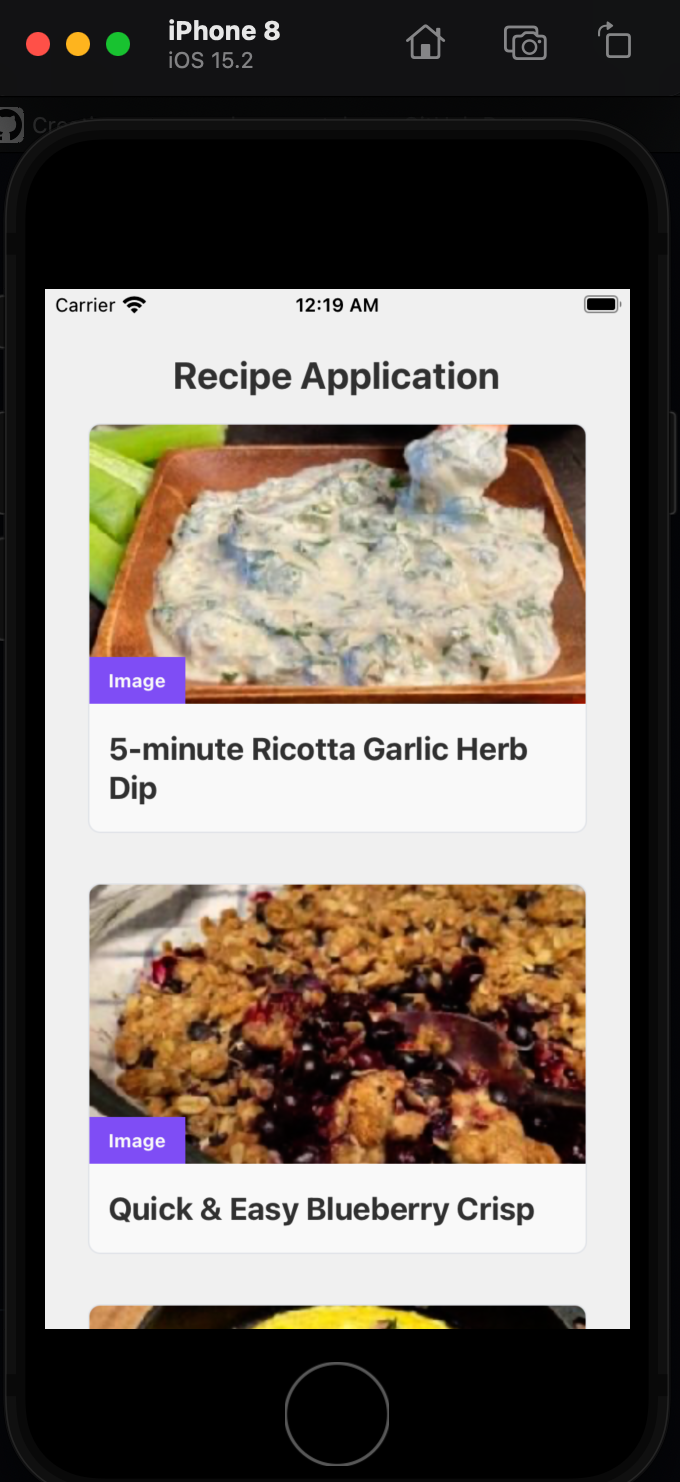 iPhone 8
iOS 15.2
Carrier
12:19 AM
Recipe Application
Image
5-minute Ricotta Garlic Herb
Dip
Image
Quick & Easy Blueberry Crisp